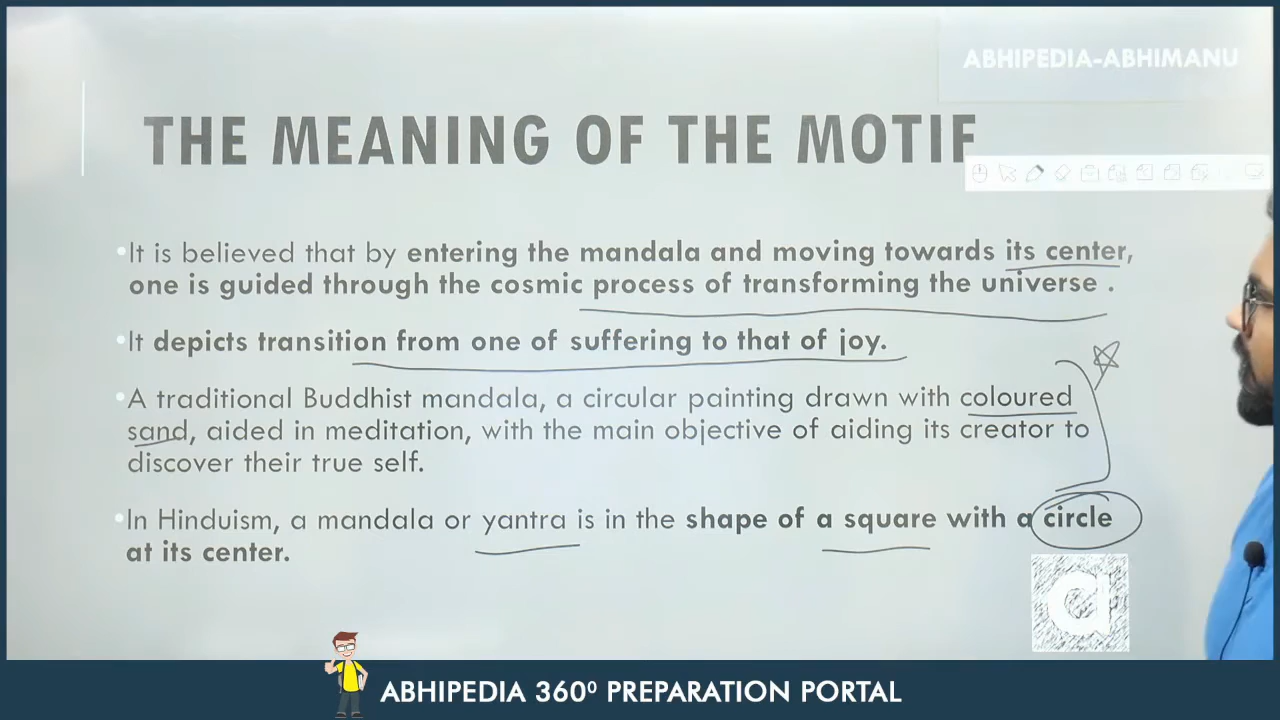 ABHIPEDIA-ABHIMANU
THE MEANING OF THE MOTIF
•It is believed that by entering the mandala and moving towards its center,
one is guided through the cosmic process of transforming the universe .
•It depicts transition from one of suffering to that of joy.
•A traditional Buddhist mandala, a circular painting drawn with coloured
sand, aided in meditation, with the main objective of aiding its creator to
discover their true self.
•In Hinduism, a mandala or yantra is in the shape of a square with a circle
at its center.
a
ABHIPEDIA 360⁰ PREPARATION PORTAL